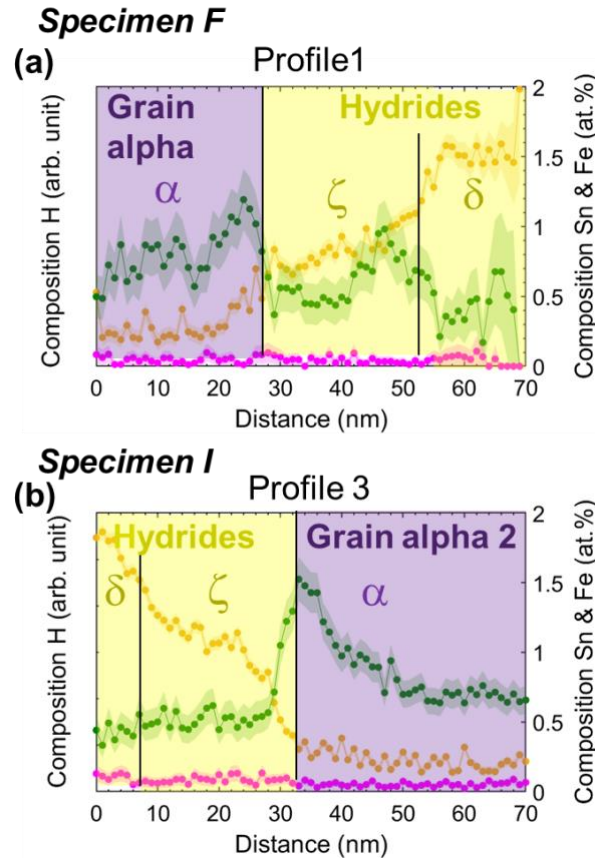 Specimen F
(a) Profile1
Grain alpha
Hydrides
α
ζ
δ
Composition H (arb. unit)
Composition Sn & Fe (at.%)
2
1.5
1
0.5
0
0 10 20 30 40 50 60 70
Distance (nm)
Specimen I
(b) Profile 3
Hydrides
Grain alpha 2
δ
ζ
α
Composition H (arb. unit)
Composition Sn & Fe (at.%)
2
1.5
1
0.5
0
0 10 20 30 40 50 60 70
Distance (nm)